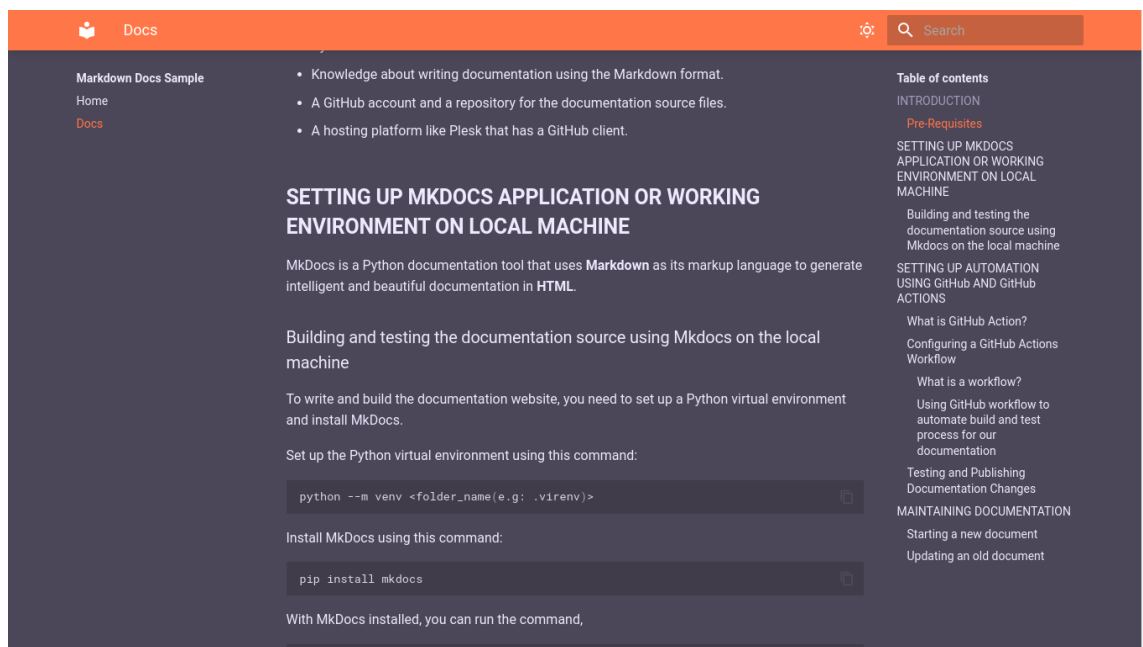 Docs
Search
Markdown Docs Sample
Home
Docs
• Knowledge about writing documentation using the Markdown format.
• A GitHub account and a repository for the documentation source files.
• A hosting platform like Plesk that has a GitHub client.
SETTING UP MKDOCS APPLICATION OR WORKING
ENVIRONMENT ON LOCAL MACHINE
MkDocs is a Python documentation tool that uses Markdown as its markup language to generate
intelligent and beautiful documentation in HTML.
Building and testing the documentation source using Mkdocs on the local
machine
To write and build the documentation website, you need to set up a Python virtual environment
and install MkDocs.
Set up the Python virtual environment using this command:
python --m venv <folder_name(e.g: .virenv)>
Install MkDocs using this command:
pip install mkdocs
With MkDocs installed, you can run the command,
Table of contents
INTRODUCTION
Pre-Requisites
SETTING UP MKDOCS
APPLICATION OR WORKING
ENVIRONMENT ON LOCAL
MACHINE
Building and testing the
documentation source using
Mkdocs on the local machine
SETTING UP AUTOMATION
USING GitHub AND GitHub
ACTIONS
What is GitHub Action?
Configuring a GitHub Actions
Workflow
What is a workflow?
Using GitHub workflow to
automate build and test
process for our
documentation
Testing and Publishing
Documentation Changes
MAINTAINING DOCUMENTATION
Starting a new document
Updating an old document